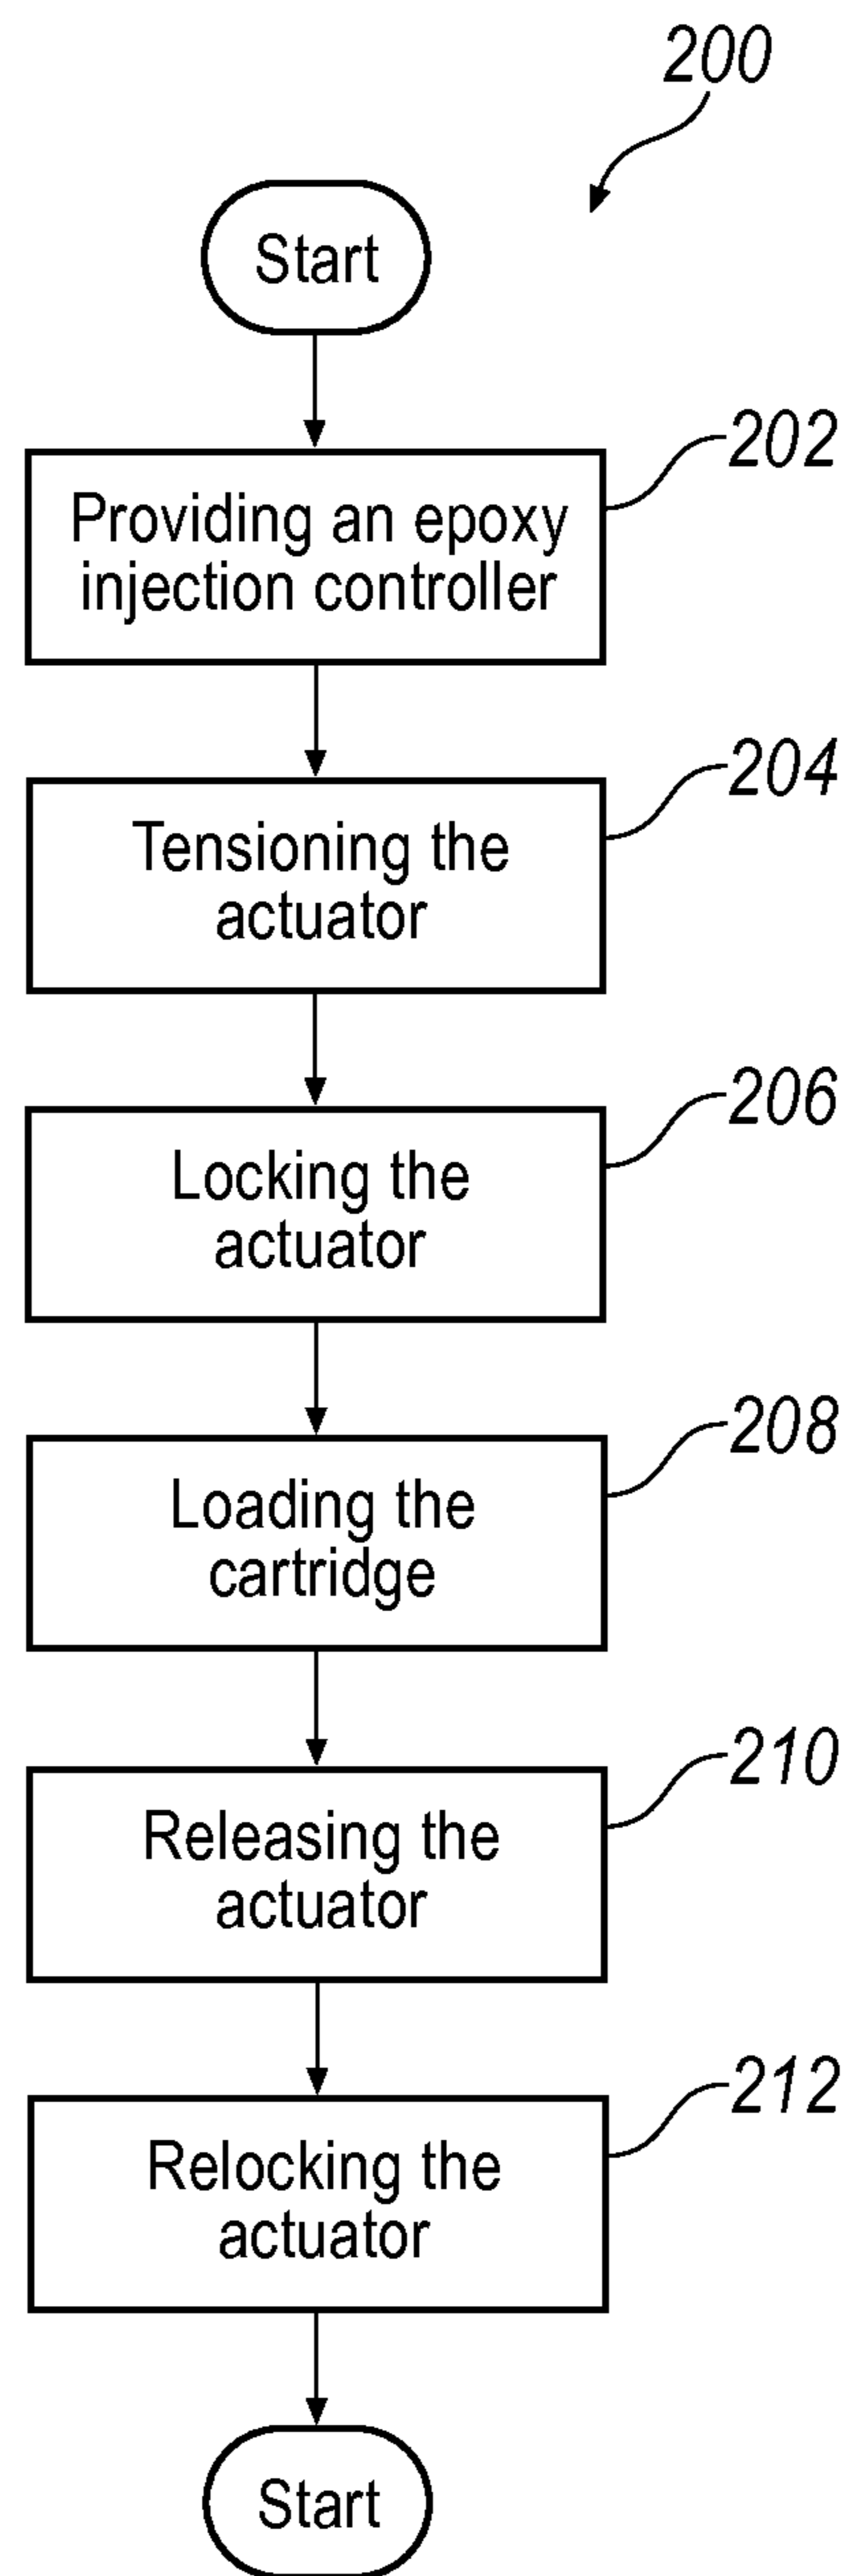 200
Start
202
Providing an epoxy
injection controller
204
Tensioning the
actuator
206
Locking the
actuator
208
Loading the
cartridge
210
Releasing the
actuator
212
Relocking the
actuator
Start